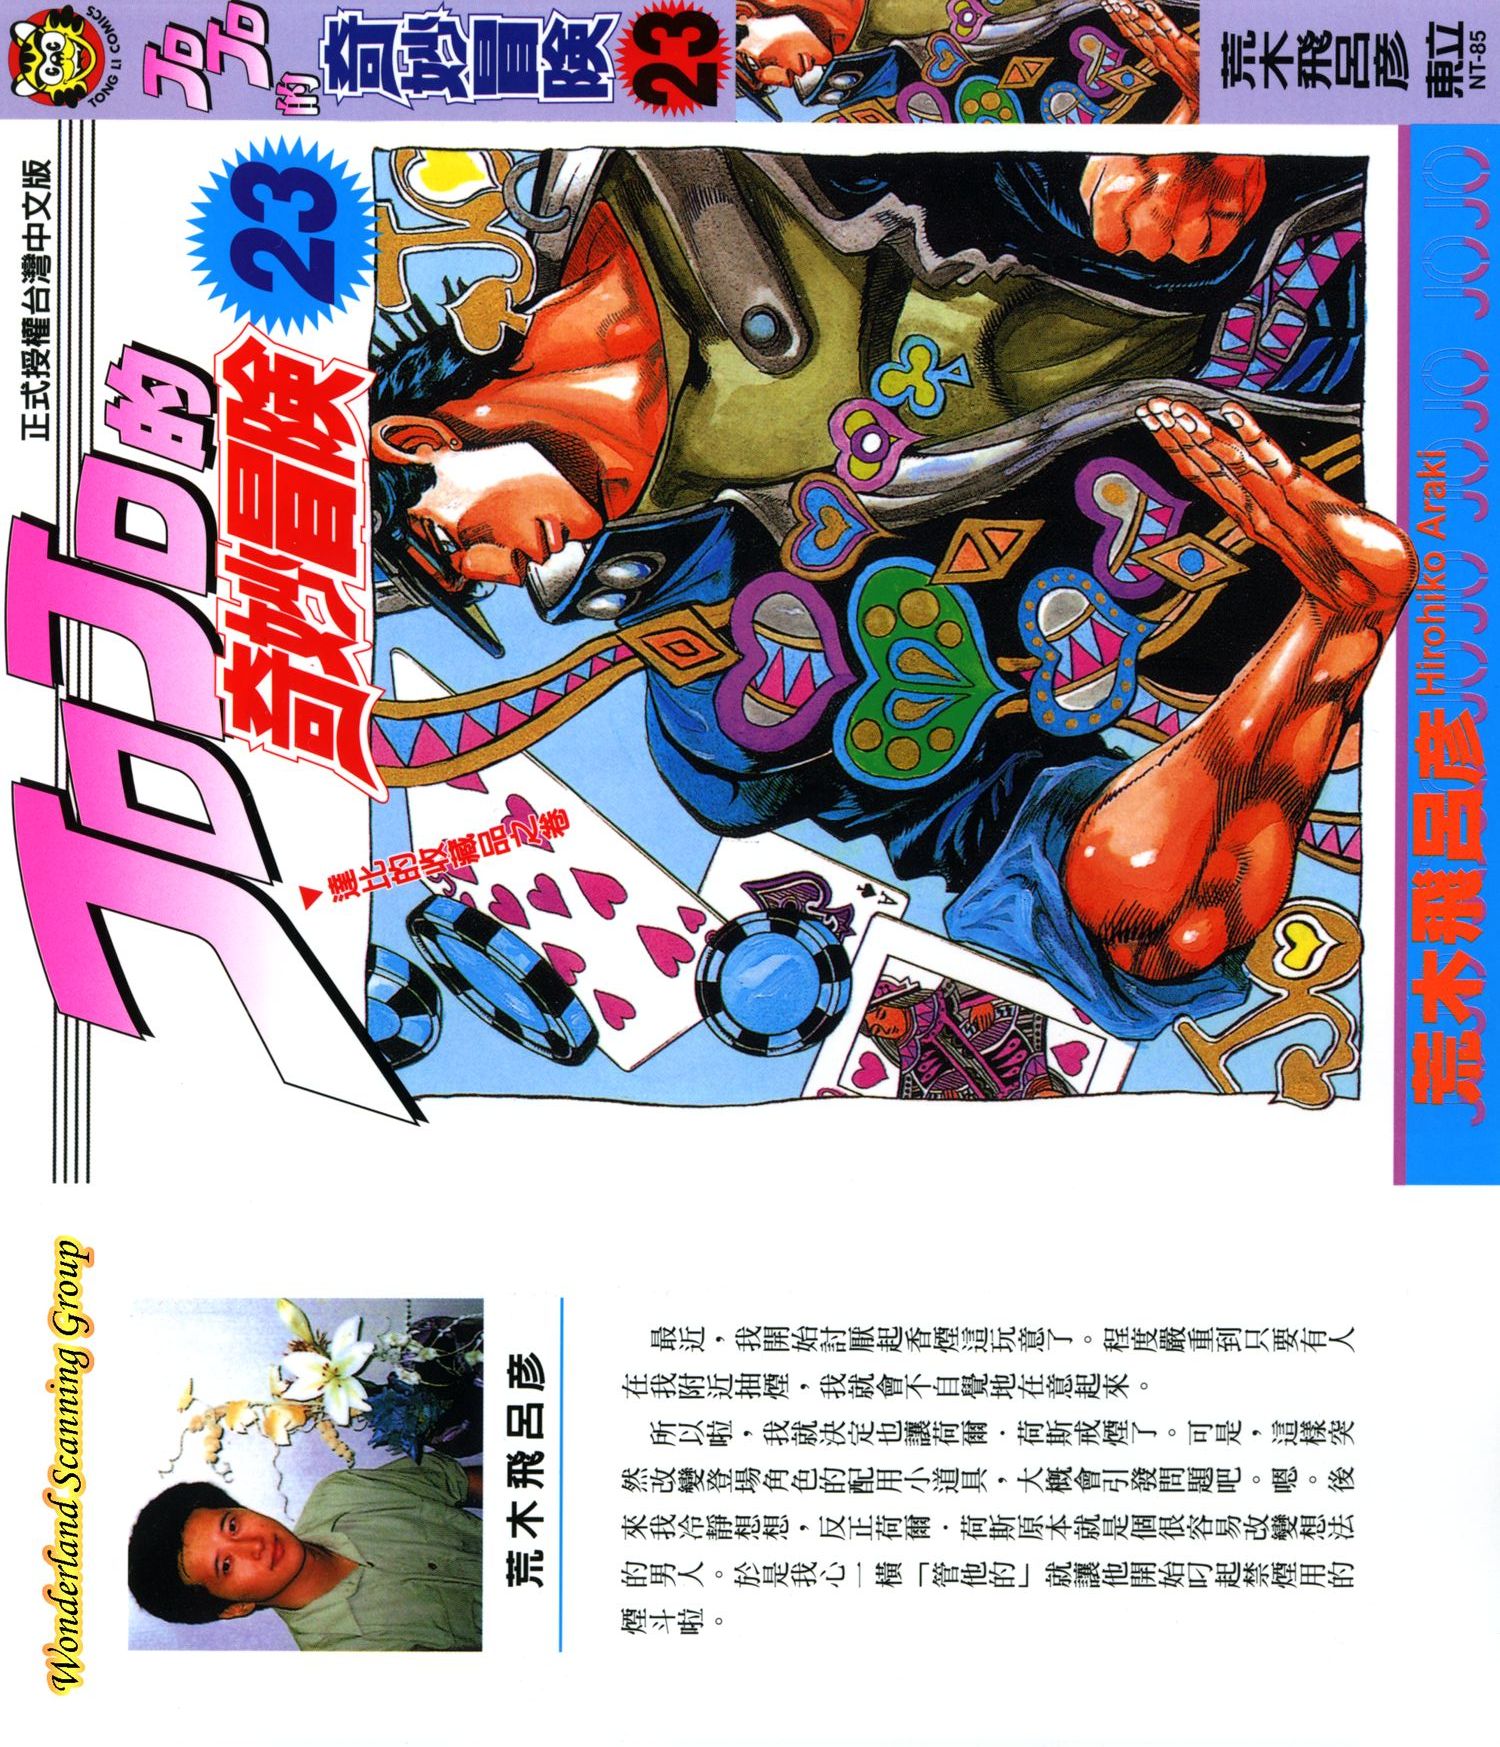 TONG LI COMICS
JOJO的
奇妙冒險
23
荒木飛呂彥
東立
NT-85
正式授權台灣中文版
JOJO的
奇妙冒險
23
▼達比的收藏品之卷
A
荒木飛呂彥 Hirohiko Araki
JOJO JOJO JOJO JOJO JOJO
Wonderland Scanning Group
荒木飛呂彥
最近，我開始討厭起香煙這玩意了。程度嚴重到只要有人
在我附近抽煙，我就會不自覺地在意起來。
所以啦，我就決定也讓荷爾·荷斯戒煙了。可是，這樣突
然改變登場角色的配用小道具，大概會引發問題吧。嗯。後
來我冷靜想想，反正荷爾·荷斯原本就是個很容易改變想法
的男人。於是我心一橫「管他的」就讓他開始叼起禁煙用的
煙斗啦。